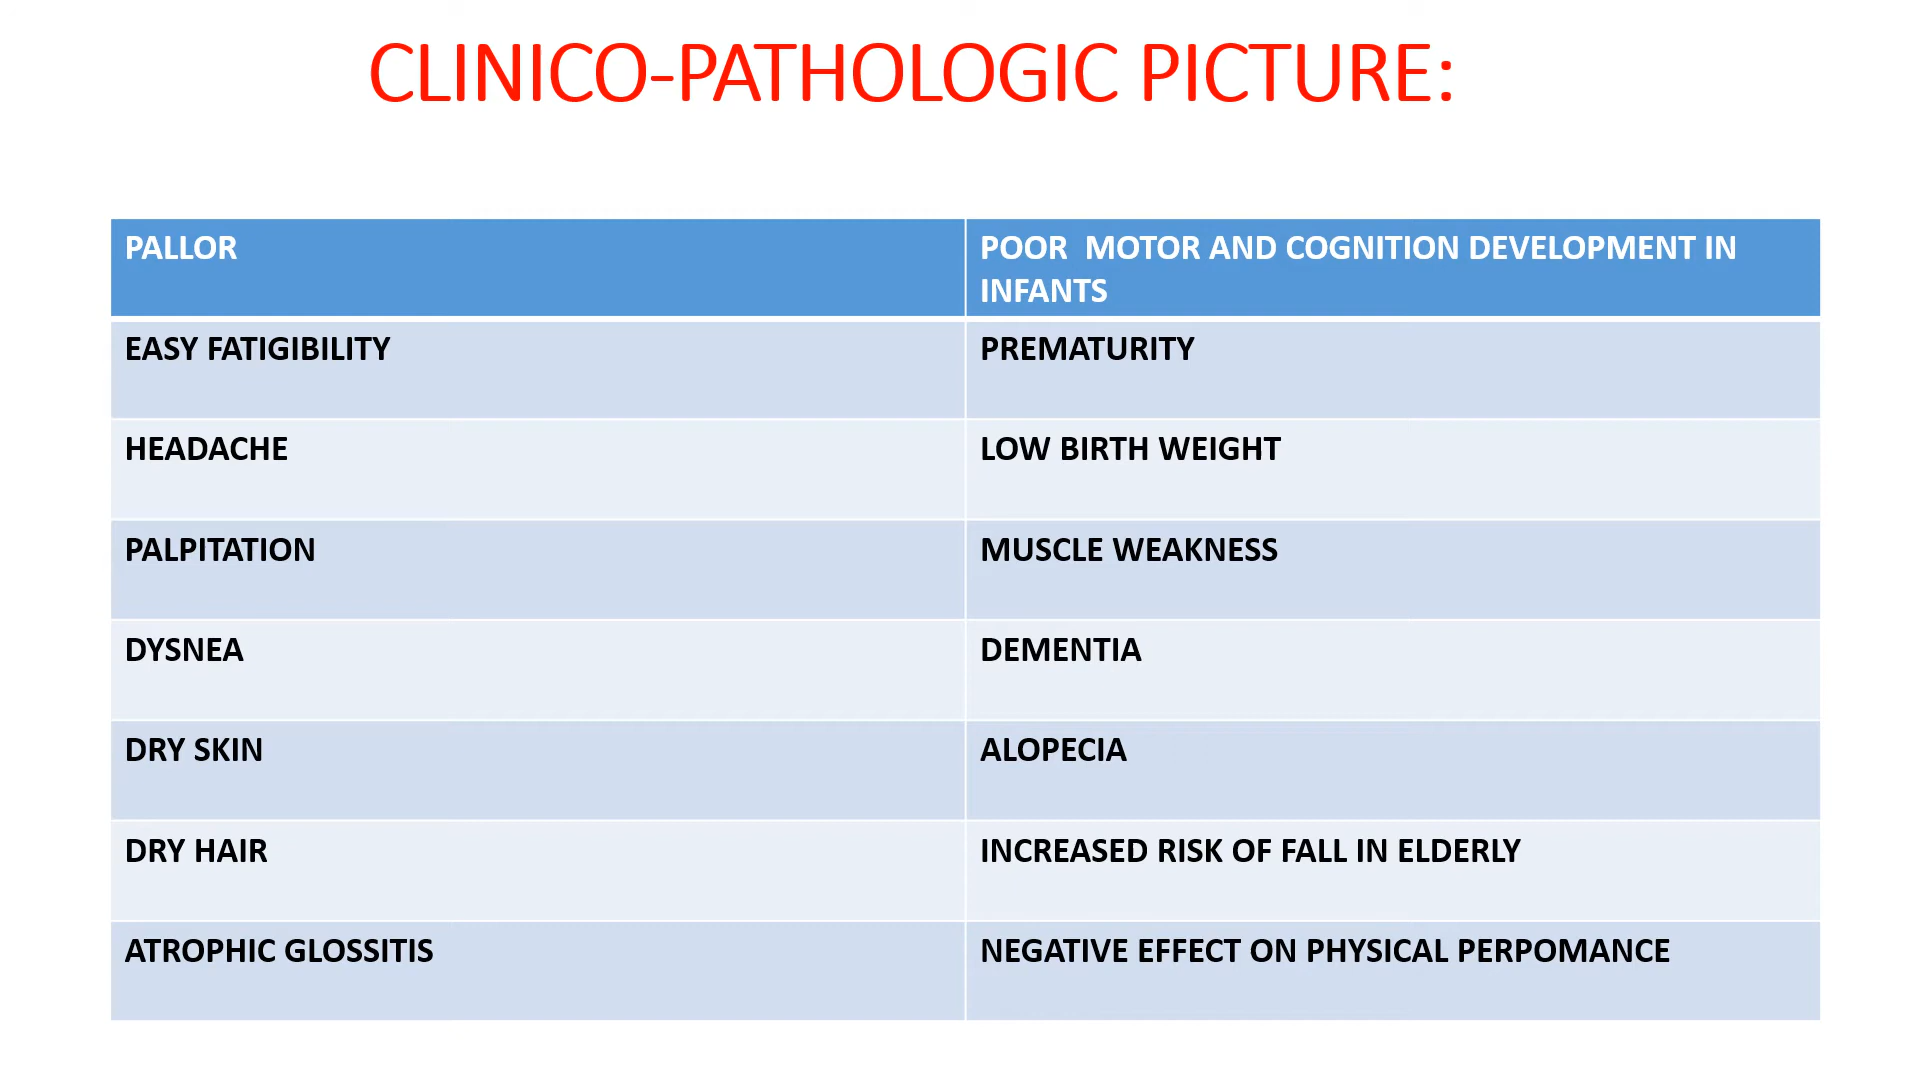 CLINICO-PATHOLOGIC PICTURE:
PALLOR
POOR MOTOR AND COGNITION DEVELOPMENT IN
INFANTS
EASY FATIGIBILITY
PREMATURITY
HEADACHE
LOW BIRTH WEIGHT
PALPITATION
MUSCLE WEAKNESS
DYSNEA
DEMENTIA
DRY SKIN
ALOPECIA
DRY HAIR
INCREASED RISK OF FALL IN ELDERLY
ATROPHIC GLOSSITIS
NEGATIVE EFFECT ON PHYSICAL PERPOMANCE